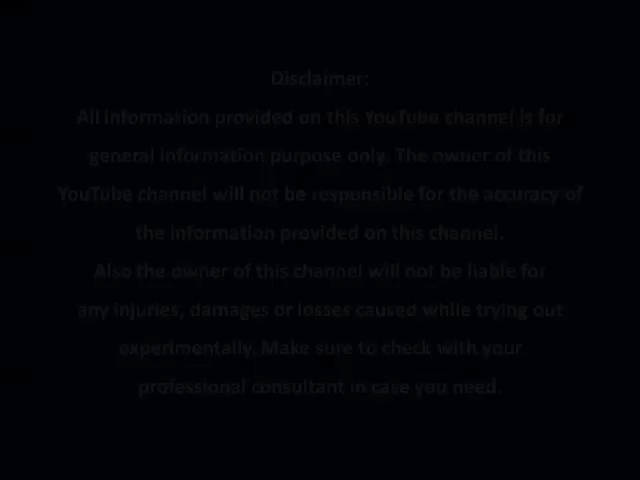 Disclaimer:
All information provided on this YouTube channel is for
general information purpose only. The owner of this
YouTube channel will not be responsible for the accuracy of
the information provided on this channel.
Also the owner of this channel will not be liable for
any injuries, damages or losses caused while trying out
experimentally. Make sure to check with your
professional consultant in case you need.